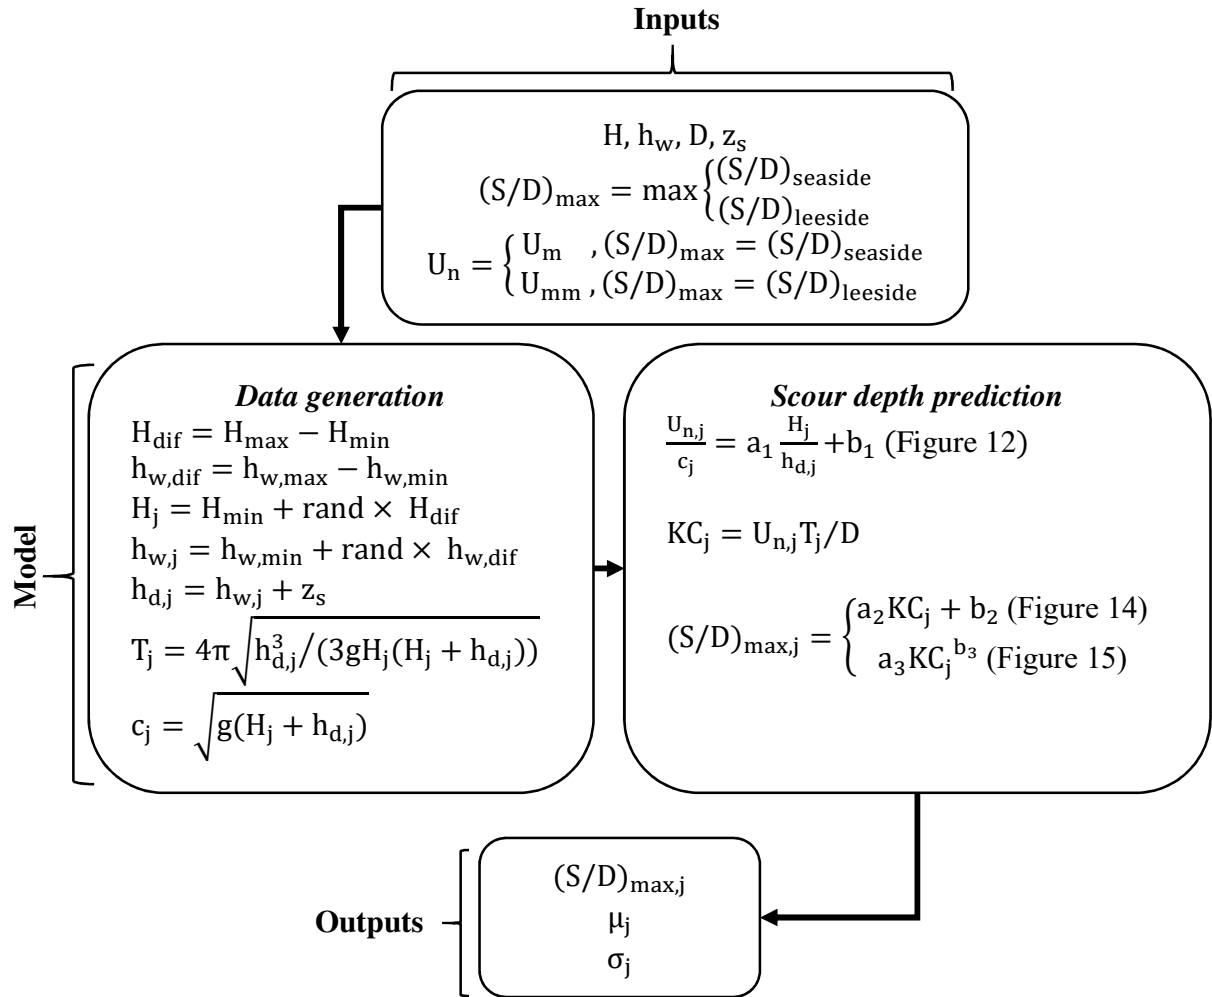 Inputs
H, h_w, D, z_s
(S/D)_max = max{(S/D)_seaside
(S/D)_leeside
U_n = {U_m , (S/D)_max = (S/D)_seaside
U_mm , (S/D)_max = (S/D)_leeside
Model
Data generation
H_dif = H_max − H_min
h_w,dif = h_w,max − h_w,min
H_j = H_min + rand × H_dif
h_w,j = h_w,min + rand × h_w,dif
h_d,j = h_w,j + z_s
T_j = 4π√(h_d,j^3/(3gH_j(H_j + h_d,j)))
c_j = √(g(H_j + h_d,j))
Scour depth prediction
U_n,j/c_j = a_1 H_j/h_d,j + b_1 (Figure 12)
KC_j = U_n,jT_j/D
(S/D)_max,j = {a_2KC_j + b_2 (Figure 14)
a_3KC_j^b_3 (Figure 15)
Outputs
(S/D)_max,j
μ_j
σ_j